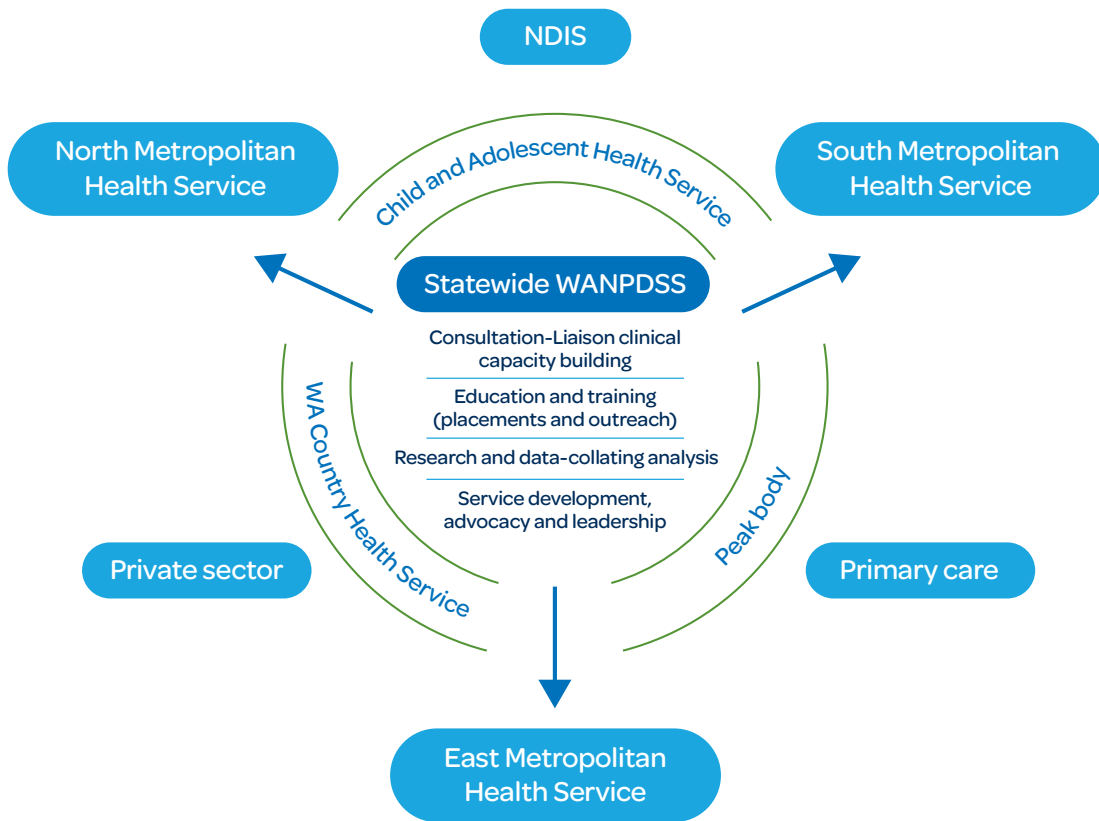 NDIS
North Metropolitan
Health Service
South Metropolitan
Health Service
Child and Adolescent Health Service
Statewide WANPDSS
Consultation-Liaison clinical
capacity building
Education and training
(placements and outreach)
Research and data-collating analysis
Service development,
advocacy and leadership
WA Country Health Service
Peak body
Private sector
Primary care
East Metropolitan
Health Service